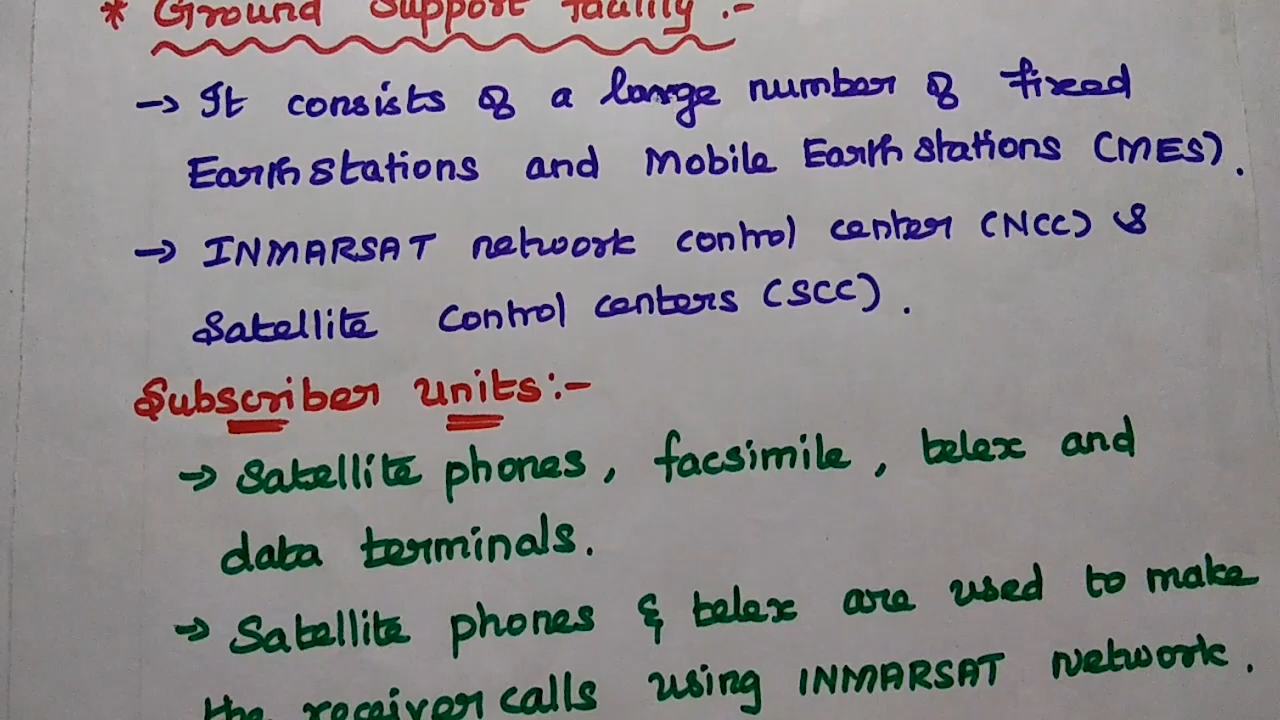 * Ground Support facility :-
→ It consists of a large number of fixed
Earth stations and Mobile Earth stations (MES).
→ INMARSAT network control center (NCC) &
Satellite control centers (SCC).
Subscriber units:-
→ Satellite phones, facsimile, telex and
data terminals.
→ Satellite phones & telex are used to make
the receiver calls using INMARSAT Network.